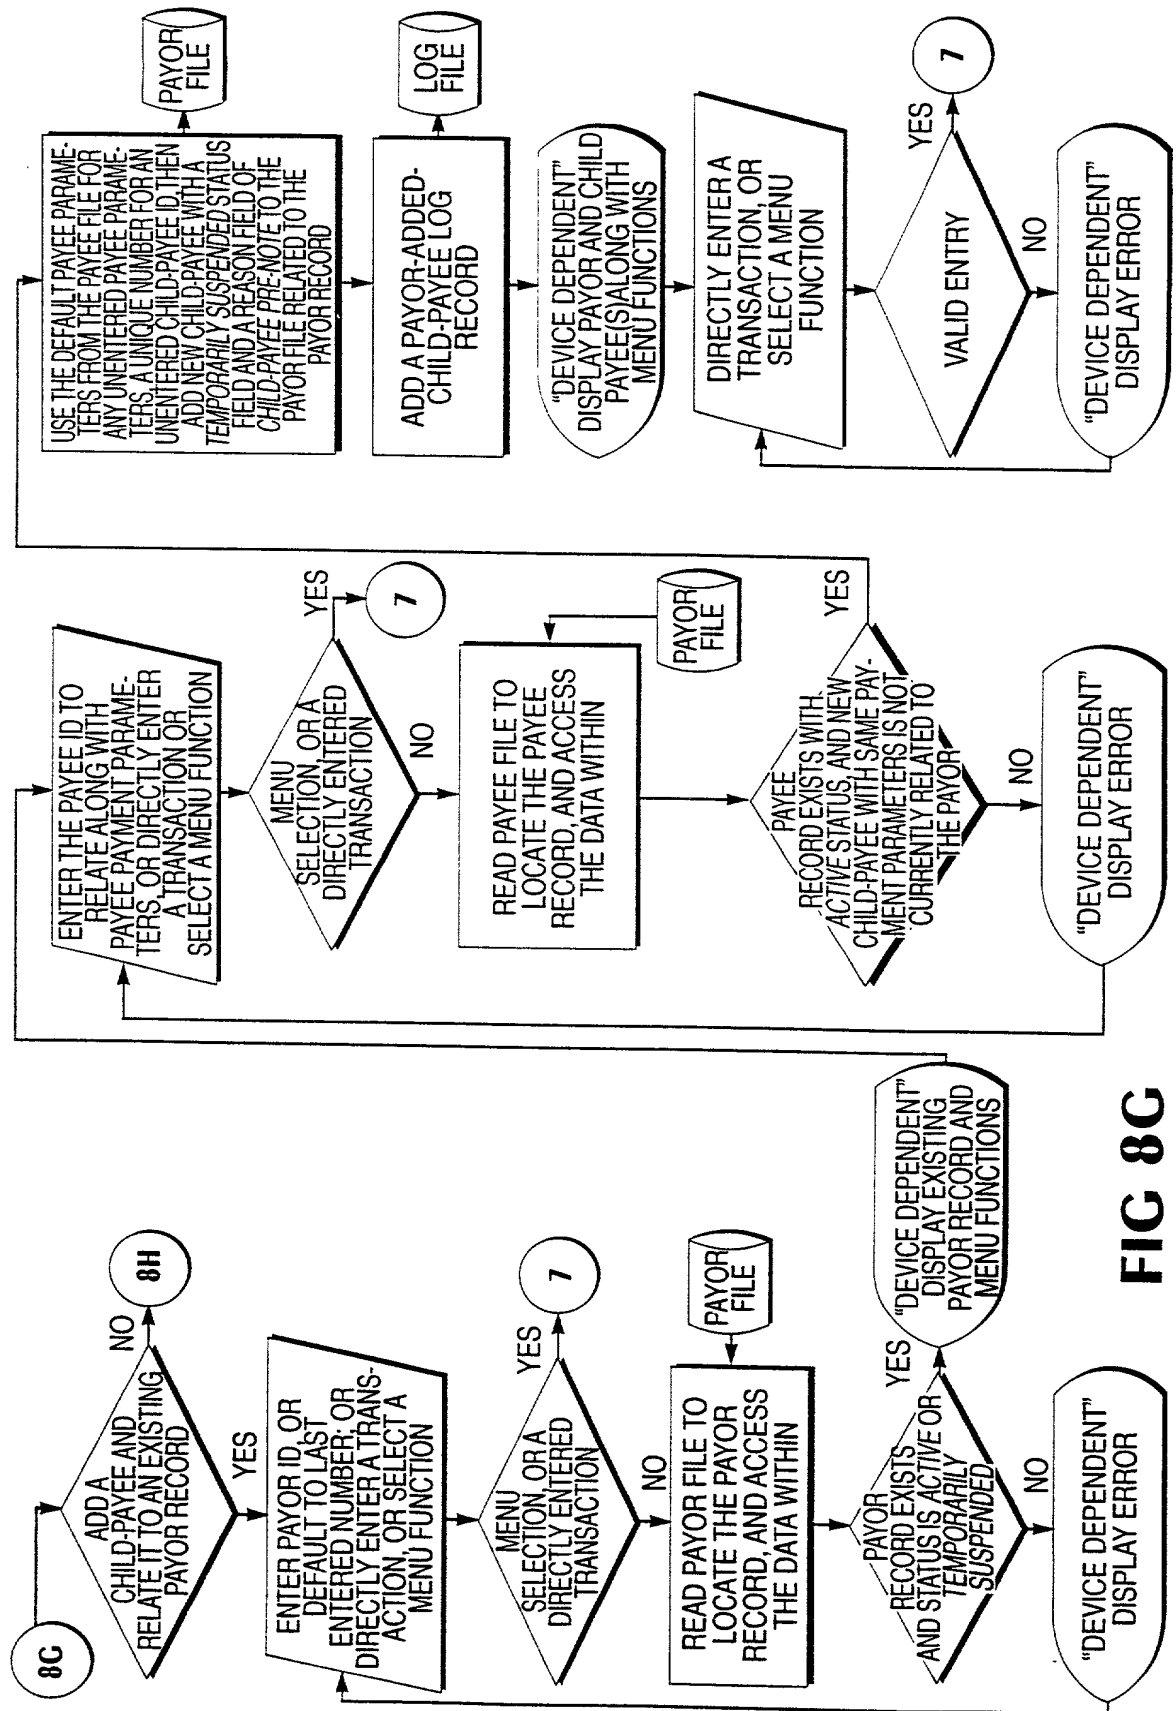 8G
ADD A
CHILD-PAYEE AND
RELATE IT TO AN EXISTING
PAYOR RECORD
NO
8H
YES
ENTER PAYOR ID, OR
DEFAULT TO LAST
ENTERED NUMBER; OR
DIRECTLY ENTER A TRANS-
ACTION, OR SELECT A
MENU FUNCTION
MENU
SELECTION, OR A
DIRECTLY ENTERED
TRANSACTION
YES
7
NO
READ PAYOR FILE TO
LOCATE THE PAYOR
RECORD, AND ACCESS
THE DATA WITHIN
PAYOR
FILE
PAYOR
RECORD EXISTS
AND STATUS IS ACTIVE OR
TEMPORARILY
SUSPENDED
YES
"DEVICE DEPENDENT"
DISPLAY EXISTING
PAYOR RECORD AND
MENU FUNCTIONS
NO
"DEVICE DEPENDENT"
DISPLAY ERROR
ENTER THE PAYEE ID TO
RELATE ALONG WITH
PAYEE PAYMENT PARAME-
TERS, OR DIRECTLY ENTER
A TRANSACTION OR
SELECT A MENU FUNCTION
MENU
SELECTION, OR A
DIRECTLY ENTERED
TRANSACTION
YES
7
NO
READ PAYEE FILE TO
LOCATE THE PAYEE
RECORD, AND ACCESS
THE DATA WITHIN
PAYOR
FILE
PAYEE
RECORD EXISTS WITH
ACTIVE STATUS, AND NEW
CHILD-PAYEE WITH SAME PAY-
MENT PARAMETERS IS NOT
CURRENTLY RELATED TO
THE PAYOR
YES
NO
"DEVICE DEPENDENT"
DISPLAY ERROR
USE THE DEFAULT PAYEE PARAME-
TERS FROM THE PAYEE FILE FOR
ANY UNENTERED PAYEE PARAME-
TERS. A UNIQUE NUMBER FOR AN
UNENTERED CHILD-PAYEE ID, THEN
ADD NEW CHILD-PAYEE WITH A
TEMPORARILY SUSPENDED STATUS
FIELD AND A REASON FIELD OF
CHILD-PAYEE PRE-NOTE TO THE
PAYOR FILE RELATED TO THE
PAYOR RECORD
PAYOR
FILE
ADD A PAYOR-ADDED-
CHILD-PAYEE LOG
RECORD
LOG
FILE
"DEVICE DEPENDENT"
DISPLAY PAYOR AND CHILD
PAYEE(S)ALONG WITH
MENU FUNCTIONS
DIRECTLY ENTER A
TRANSACTION, OR
SELECT A MENU
FUNCTION
VALID ENTRY
YES
7
NO
"DEVICE DEPENDENT"
DISPLAY ERROR
FIG 8G